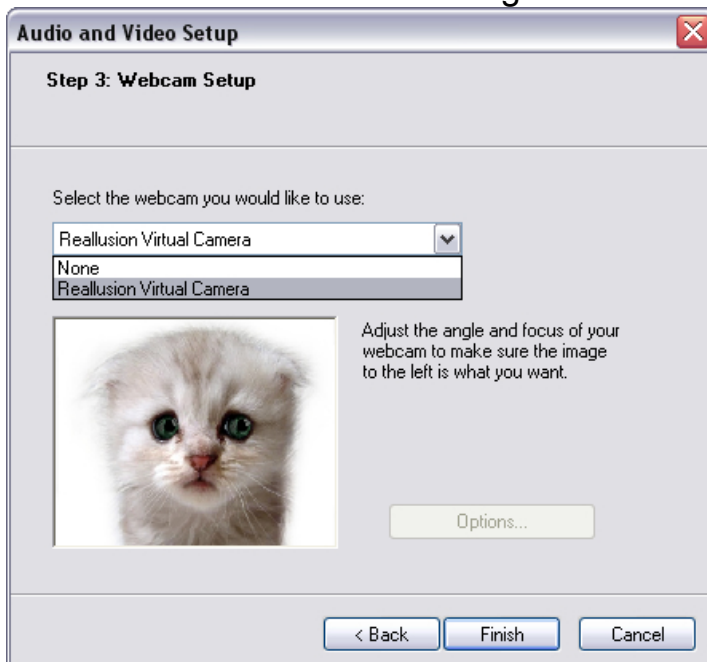 Audio and Video Setup
Step 3: Webcam Setup
Select the webcam you would like to use:
Reallusion Virtual Camera
None
Reallusion Virtual Camera
Adjust the angle and focus of your
webcam to make sure the image
to the left is what you want.
Options...
< Back
Finish
Cancel